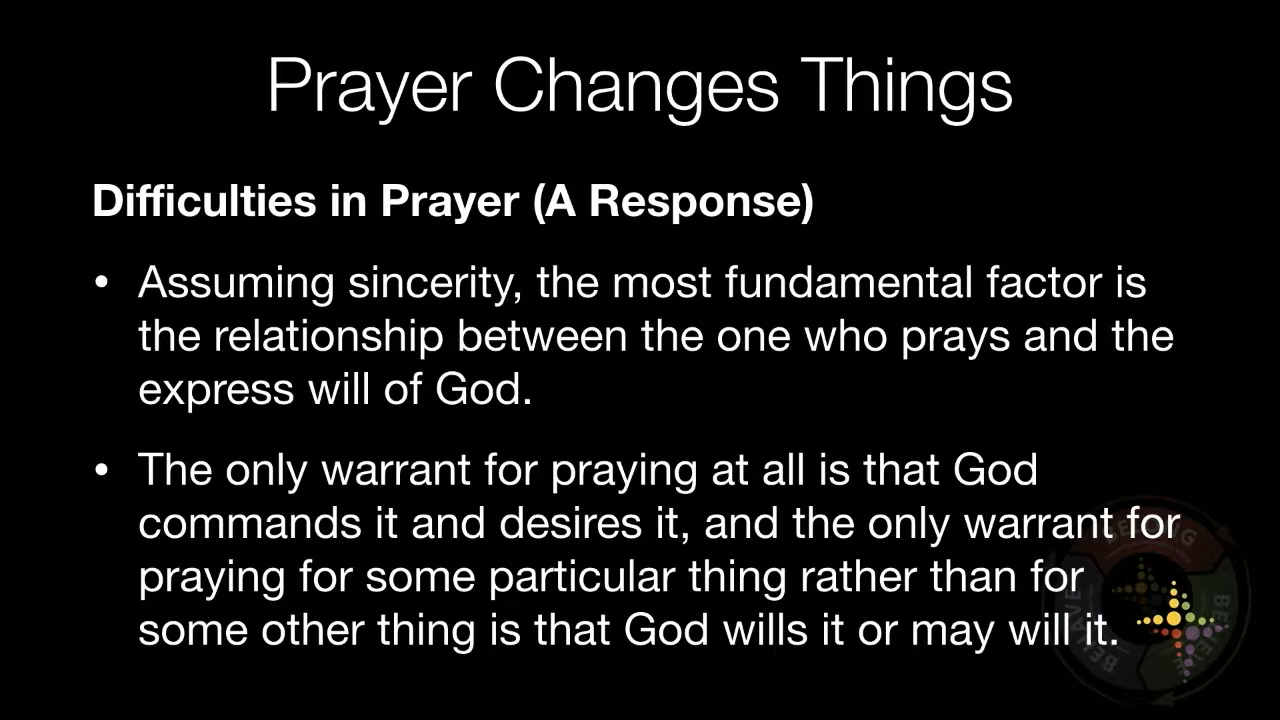 Prayer Changes Things
Difficulties in Prayer (A Response)
• Assuming sincerity, the most fundamental factor is
the relationship between the one who prays and the
express will of God.
• The only warrant for praying at all is that God
commands it and desires it, and the only warrant for
praying for some particular thing rather than for
some other thing is that God wills it or may will it.